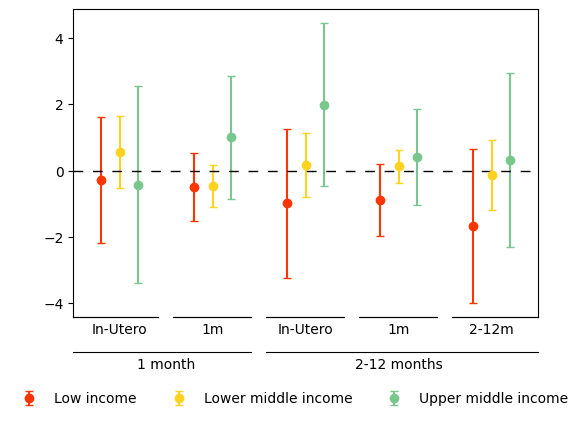 4
2
0
−2
−4
In-Utero 1m In-Utero 1m 2-12m
1 month 2-12 months
Low income Lower middle income Upper middle income